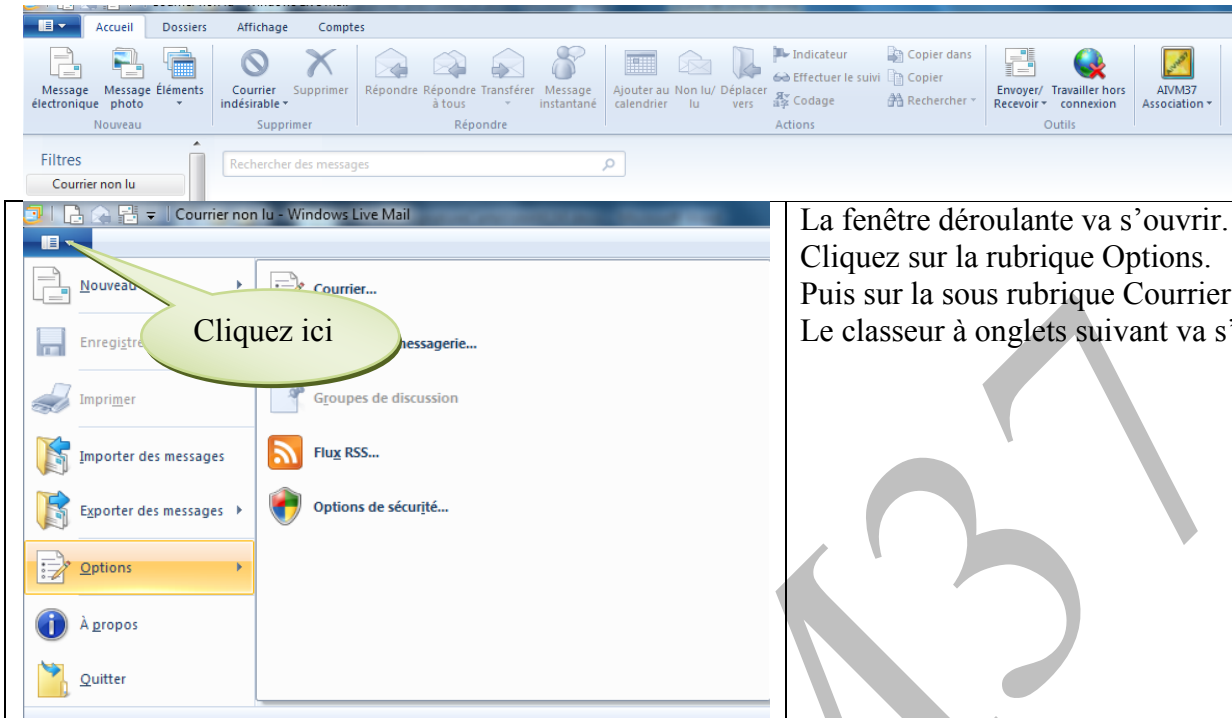 Accueil Dossiers Affichage Comptes
Message électronique Message photo Éléments Courrier indésirable Supprimer Répondre Répondre à tous Transférer Message instantané Ajouter au calendrier Non lu/ lu Déplacer vers Indicateur Effectuer le suivi Codage Copier dans Copier Rechercher Envoyer/ Recevoir Travailler hors connexion AIVM37 Association
Nouveau Supprimer Répondre Actions Outils
Filtres
Rechercher des messages
Courrier non lu
Courrier non lu - Windows Live Mail
Nouveau
Enregistre
Imprimer
Importer des messages
Exporter des messages
Options
À propos
Quitter
Cliquez ici
Courrier...
messagerie...
Groupes de discussion
Flux RSS...
Options de sécurité...
La fenêtre déroulante va s’ouvrir.
Cliquez sur la rubrique Options.
Puis sur la sous rubrique Courrier
Le classeur à onglets suivant va s’
37